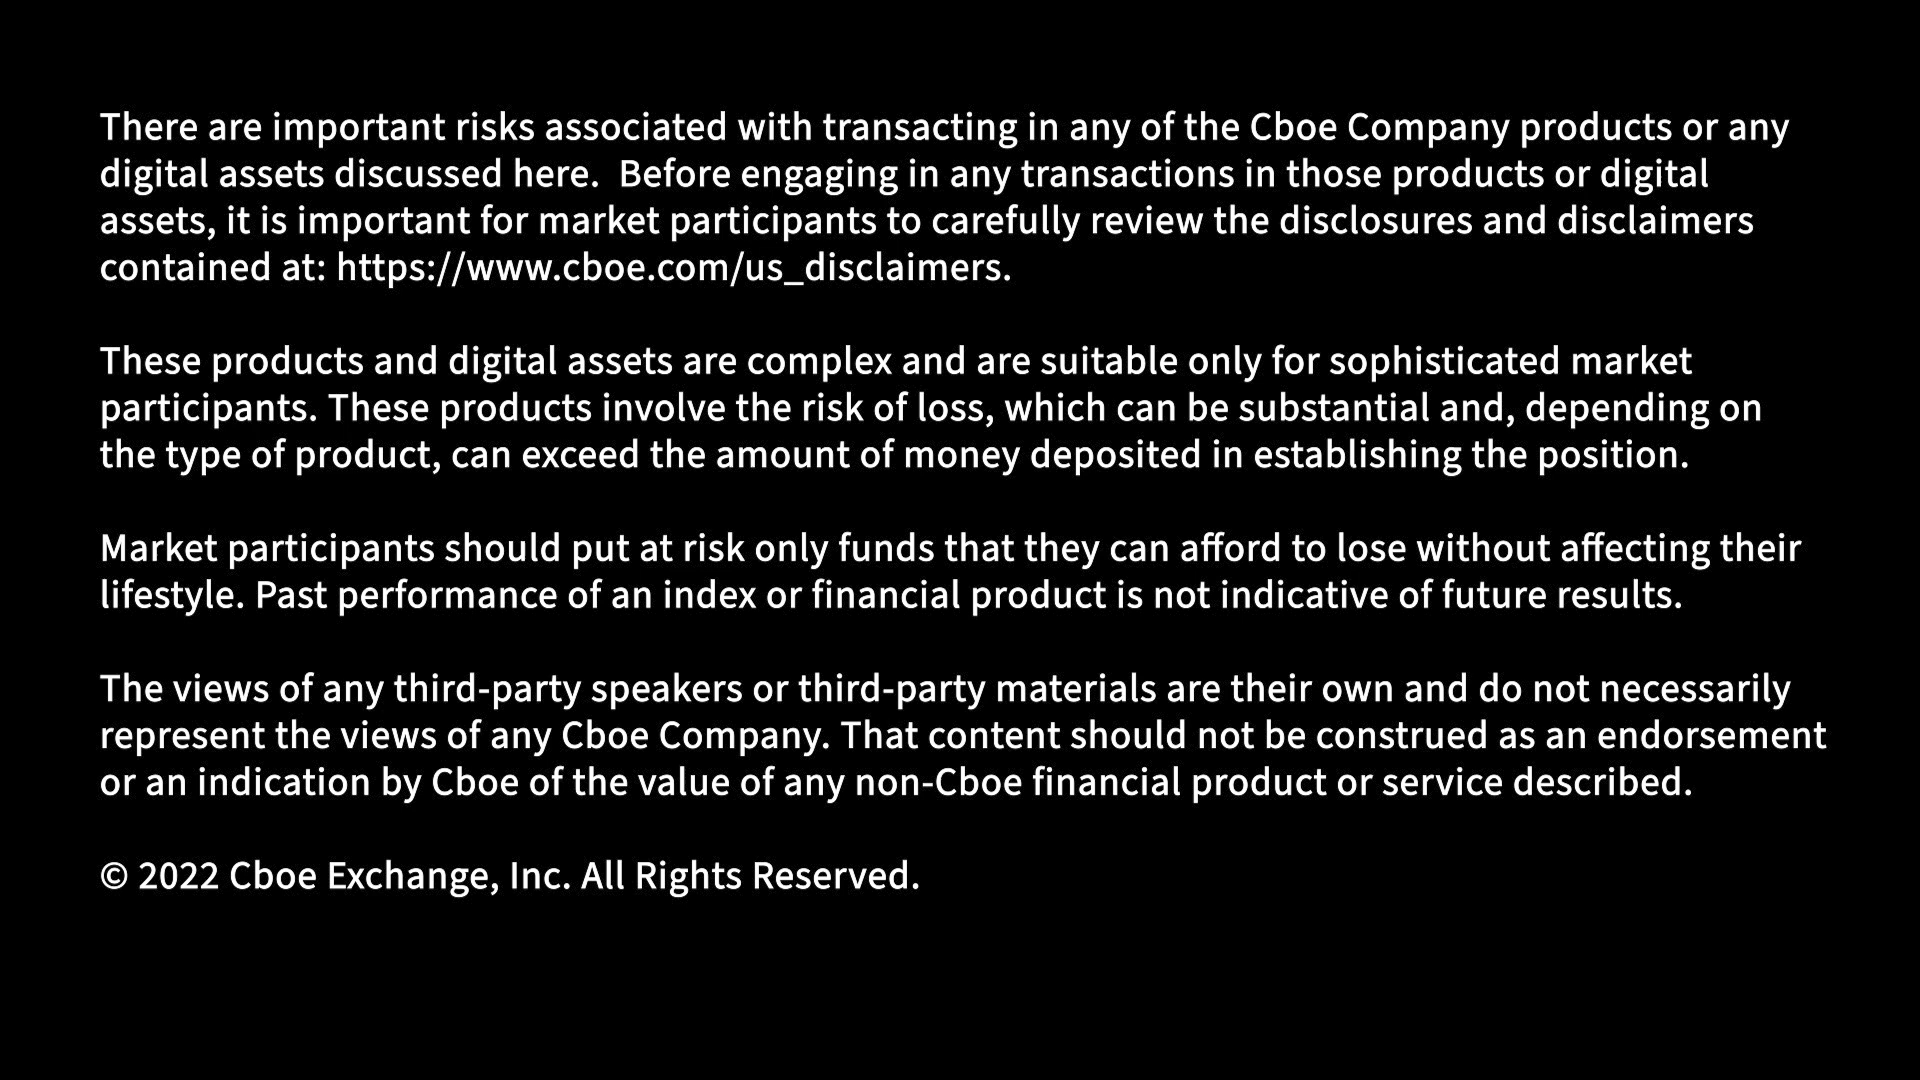 There are important risks associated with transacting in any of the Cboe Company products or any
digital assets discussed here.  Before engaging in any transactions in those products or digital
assets, it is important for market participants to carefully review the disclosures and disclaimers
contained at: https://www.cboe.com/us_disclaimers.
These products and digital assets are complex and are suitable only for sophisticated market
participants. These products involve the risk of loss, which can be substantial and, depending on
the type of product, can exceed the amount of money deposited in establishing the position.
Market participants should put at risk only funds that they can afford to lose without affecting their
lifestyle. Past performance of an index or financial product is not indicative of future results.
The views of any third-party speakers or third-party materials are their own and do not necessarily
represent the views of any Cboe Company. That content should not be construed as an endorsement
or an indication by Cboe of the value of any non-Cboe financial product or service described.
© 2022 Cboe Exchange, Inc. All Rights Reserved.